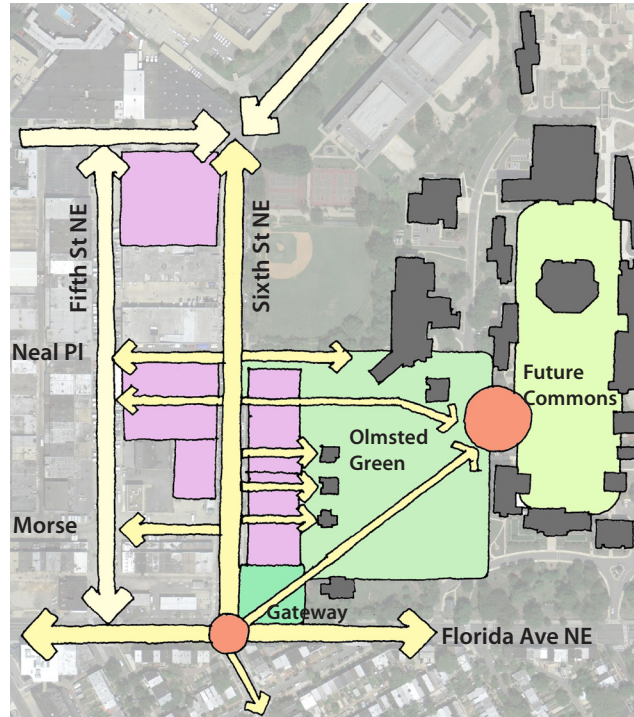 Fifth St NE
Sixth St NE
Neal Pl
Future
Commons
Olmsted
Green
Morse
Gateway
Florida Ave NE